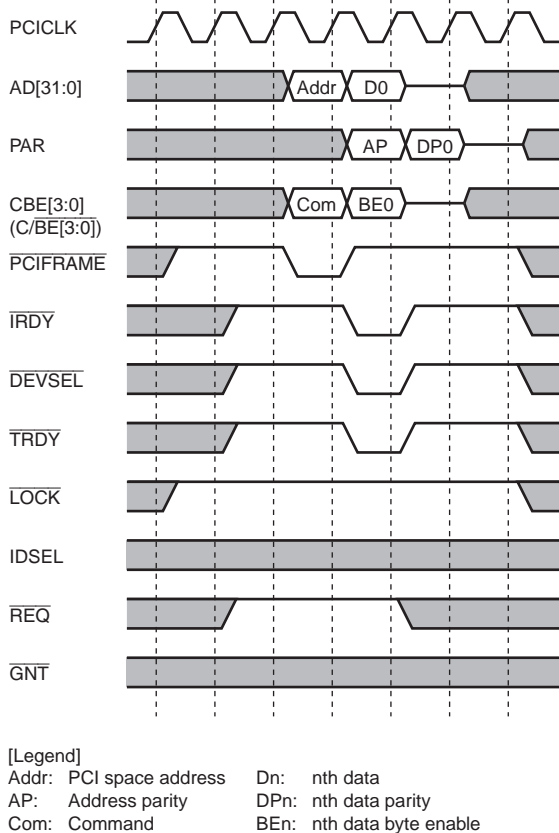 PCICLK
AD[31:0] Addr D0
PAR AP DP0
CBE[3:0] Com BE0
(C/BE[3:0])
PCIFRAME
IRDY
DEVSEL
TRDY
LOCK
IDSEL
REQ
GNT
[Legend]
Addr: PCI space address Dn: nth data
AP: Address parity DPn: nth data parity
Com: Command BEn: nth data byte enable